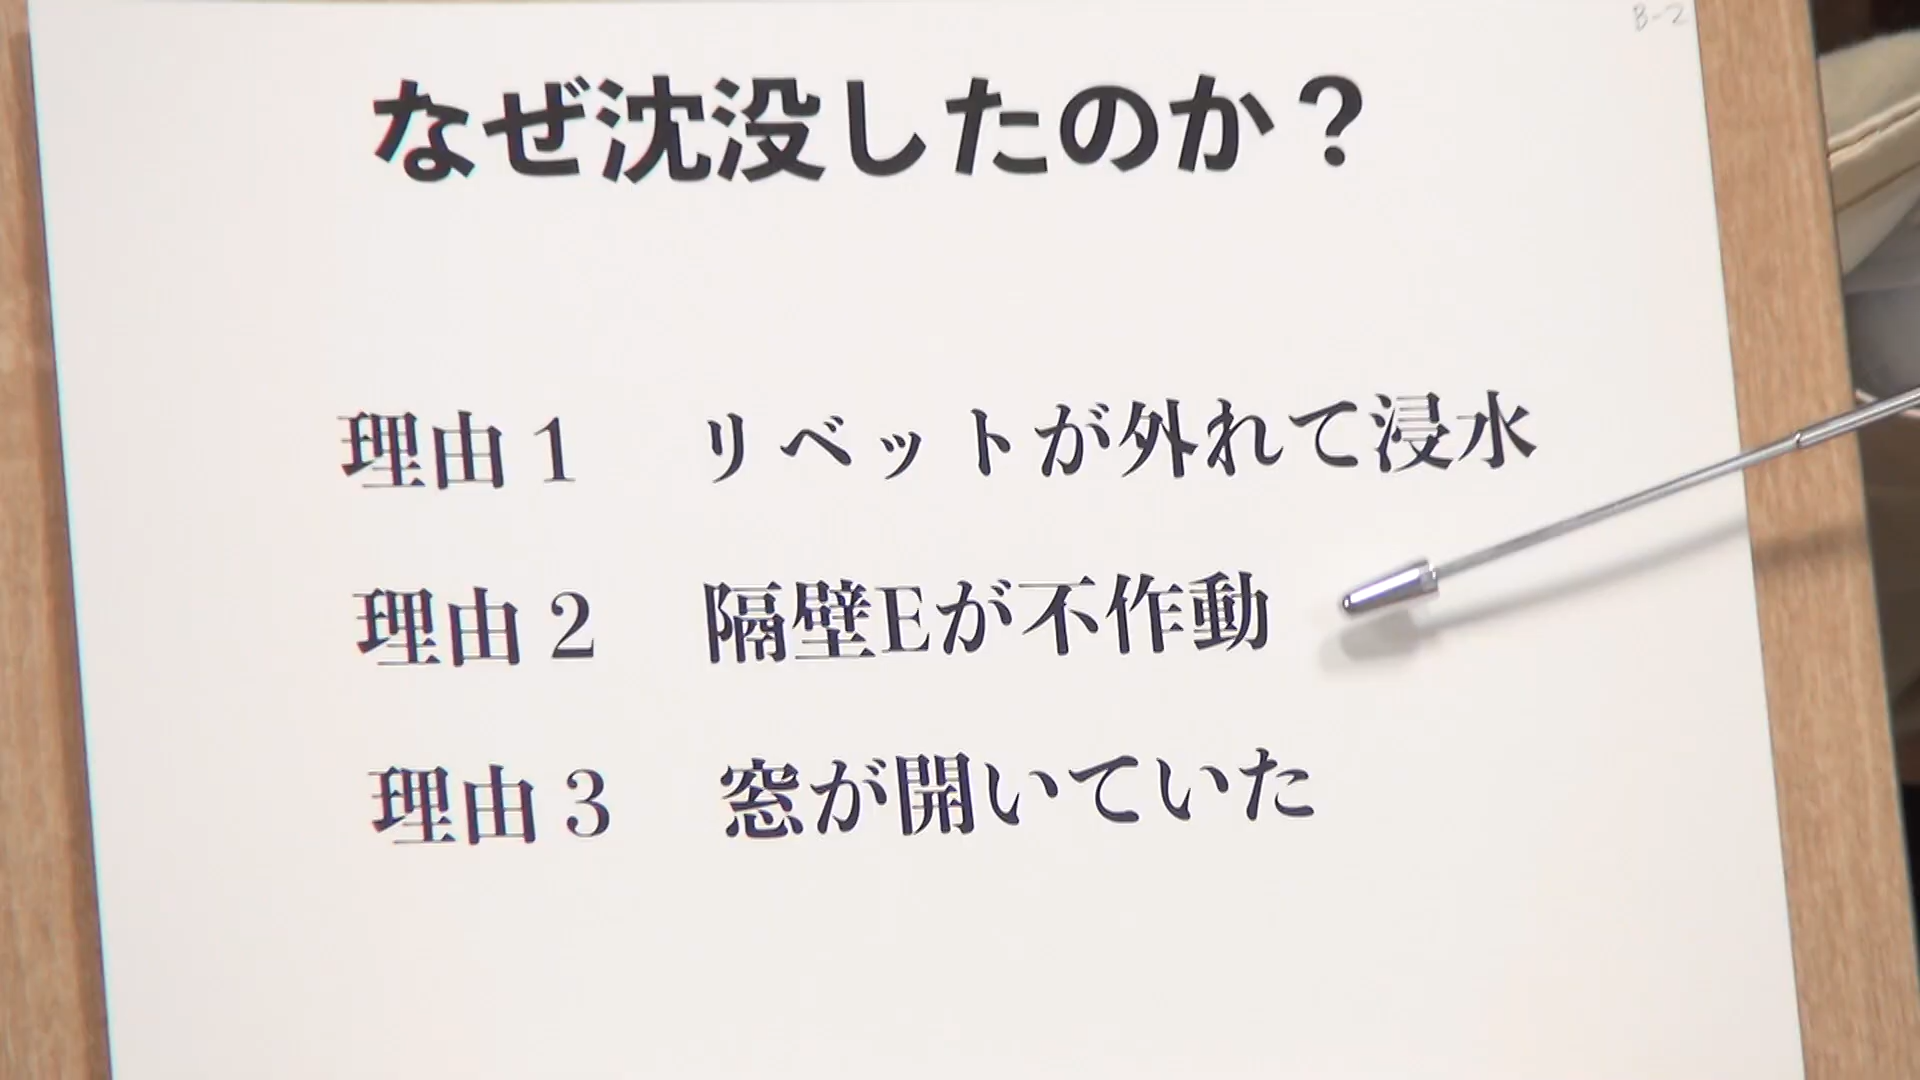 B-2
なぜ沈没したのか？
理由１　リベットが外れて浸水
理由２　隔壁Eが不作動
理由３　窓が開いていた